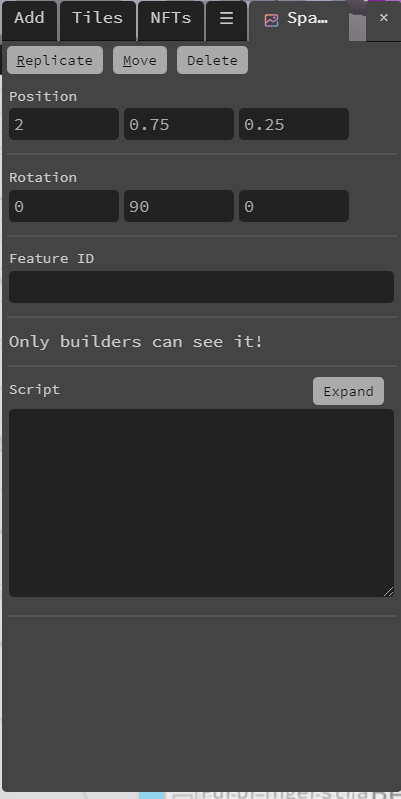 Add Tiles NFTs ☰ Spa… ×
Replicate Move Delete
Position
2 0.75 0.25
Rotation
0 90 0
Feature ID
Only builders can see it!
Script Expand